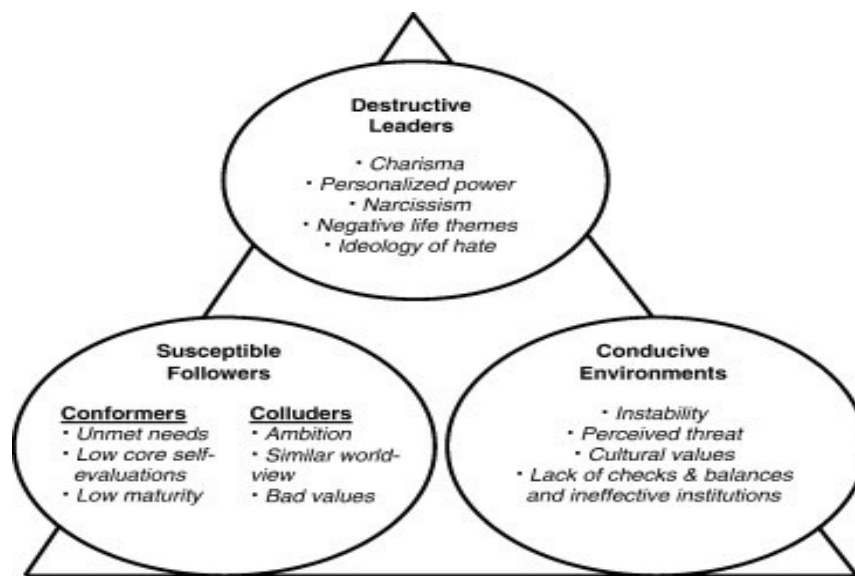 Destructive
Leaders
· Charisma
· Personalized power
· Narcissism
· Negative life themes
· Ideology of hate
Susceptible
Followers
Conformers
· Unmet needs
· Low core self-
evaluations
· Low maturity
Colluders
· Ambition
· Similar world-
view
· Bad values
Conducive
Environments
· Instability
· Perceived threat
· Cultural values
· Lack of checks & balances
and ineffective institutions